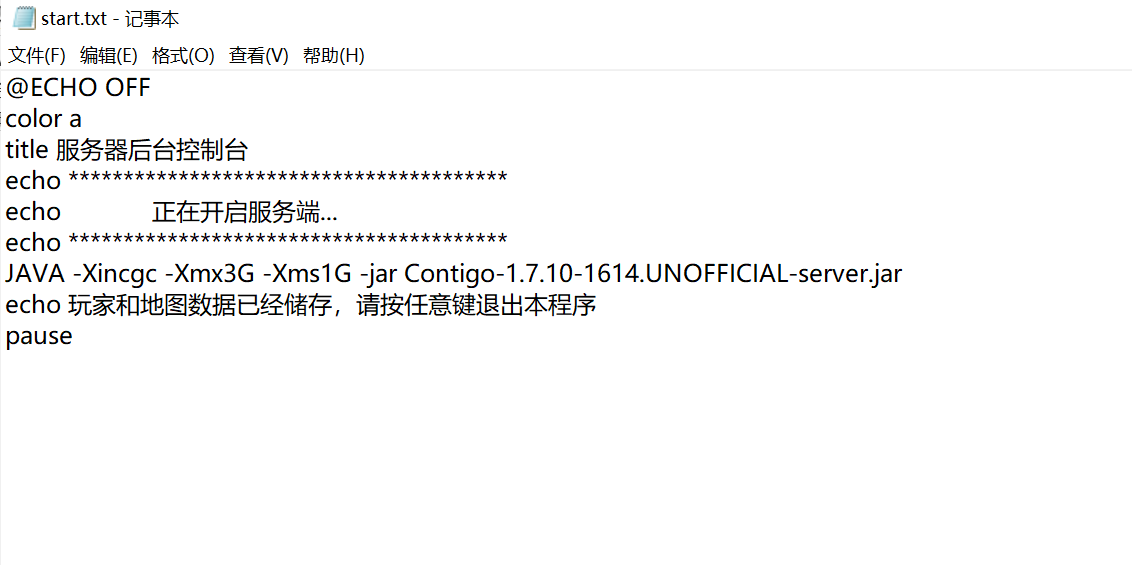 start.txt - 记事本
文件(F) 编辑(E) 格式(O) 查看(V) 帮助(H)
@ECHO OFF
color a
title 服务器后台控制台
echo ****************************************
echo             正在开启服务端...
echo ****************************************
JAVA -Xincgc -Xmx3G -Xms1G -jar Contigo-1.7.10-1614.UNOFFICIAL-server.jar
echo 玩家和地图数据已经储存，请按任意键退出本程序
pause